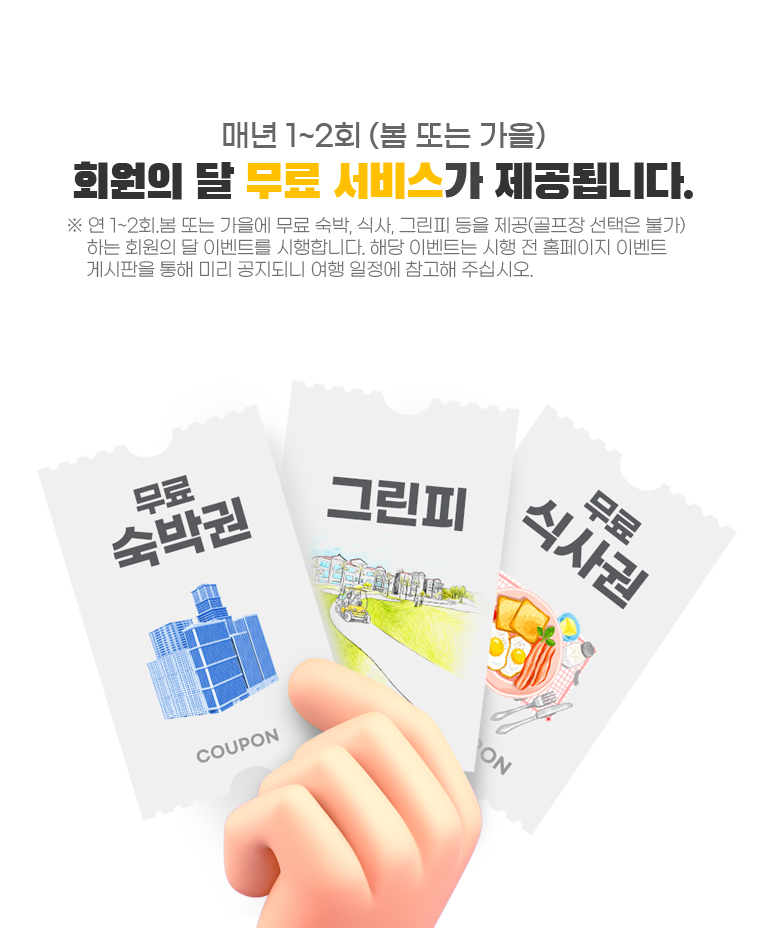 매년 1~2회 (봄 또는 가을)
회원의 달 무료 서비스가 제공됩니다.
※ 연 1~2회,봄 또는 가을에 무료 숙박, 식사, 그린피 등을 제공(골프장 선택은 불가)
하는 회원의 달 이벤트를 시행합니다. 해당 이벤트는 시행 전 홈페이지 이벤트
게시판을 통해 미리 공지되니 여행 일정에 참고해 주십시오.
무료
숙박권
COUPON
그린피
무료
식사권